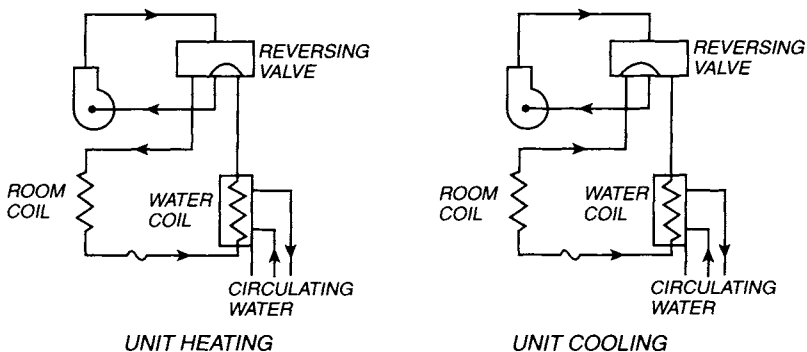 REVERSING
VALVE
ROOM
COIL
WATER
COIL
CIRCULATING
WATER
UNIT HEATING
REVERSING
VALVE
ROOM
COIL
WATER
COIL
CIRCULATING
WATER
UNIT COOLING